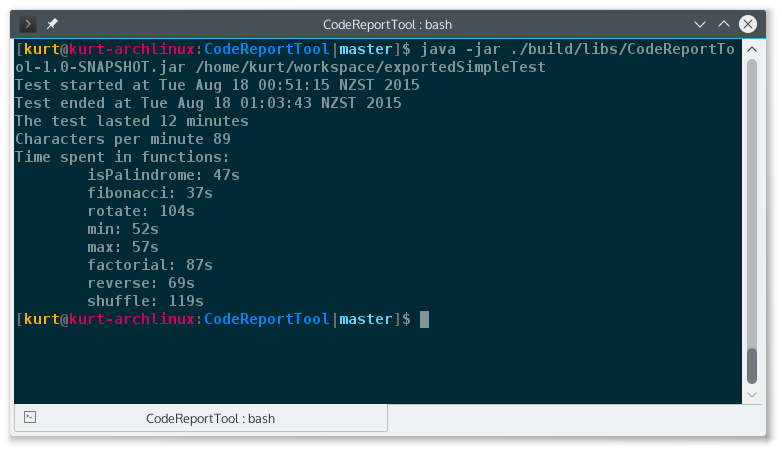 CodeReportTool : bash
[kurt@kurt-archlinux:CodeReportTool|master]$ java -jar ./build/libs/CodeReportTo
ol-1.0-SNAPSHOT.jar /home/kurt/workspace/exportedSimpleTest
Test started at Tue Aug 18 00:51:15 NZST 2015
Test ended at Tue Aug 18 01:03:43 NZST 2015
The test lasted 12 minutes
Characters per minute 89
Time spent in functions:
        isPalindrome: 47s
        fibonacci: 37s
        rotate: 104s
        min: 52s
        max: 57s
        factorial: 87s
        reverse: 69s
        shuffle: 119s
[kurt@kurt-archlinux:CodeReportTool|master]$
CodeReportTool : bash